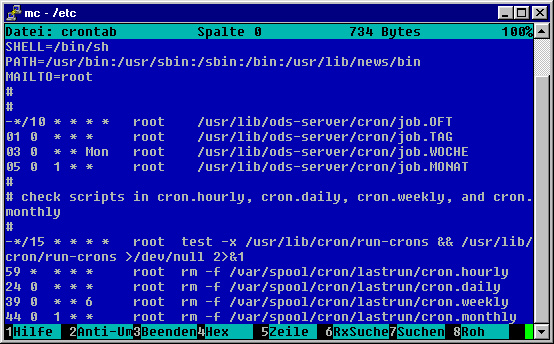 mc - /etc
Datei: crontab Spalte 0 734 Bytes 100%
SHELL=/bin/sh
PATH=/usr/bin:/usr/sbin:/sbin:/bin:/usr/lib/news/bin
MAILTO=root
#
#
-*/10 * * * * root /usr/lib/ods-server/cron/job.OFT
01 0 * * * root /usr/lib/ods-server/cron/job.TAG
03 0 * * Mon root /usr/lib/ods-server/cron/job.WOCHE
05 0 1 * * root /usr/lib/ods-server/cron/job.MONAT
#
# check scripts in cron.hourly, cron.daily, cron.weekly, and cron.
monthly
#
-*/15 * * * * root test -x /usr/lib/cron/run-crons && /usr/lib/
cron/run-crons >/dev/null 2>&1
59 * * * * root rm -f /var/spool/cron/lastrun/cron.hourly
24 0 * * * root rm -f /var/spool/cron/lastrun/cron.daily
39 0 * * 6 root rm -f /var/spool/cron/lastrun/cron.weekly
44 0 1 * * root rm -f /var/spool/cron/lastrun/cron.monthly
1Hilfe 2Anti-Um3Beenden4Hex 5Zeile 6RxSuche7Suchen 8Roh